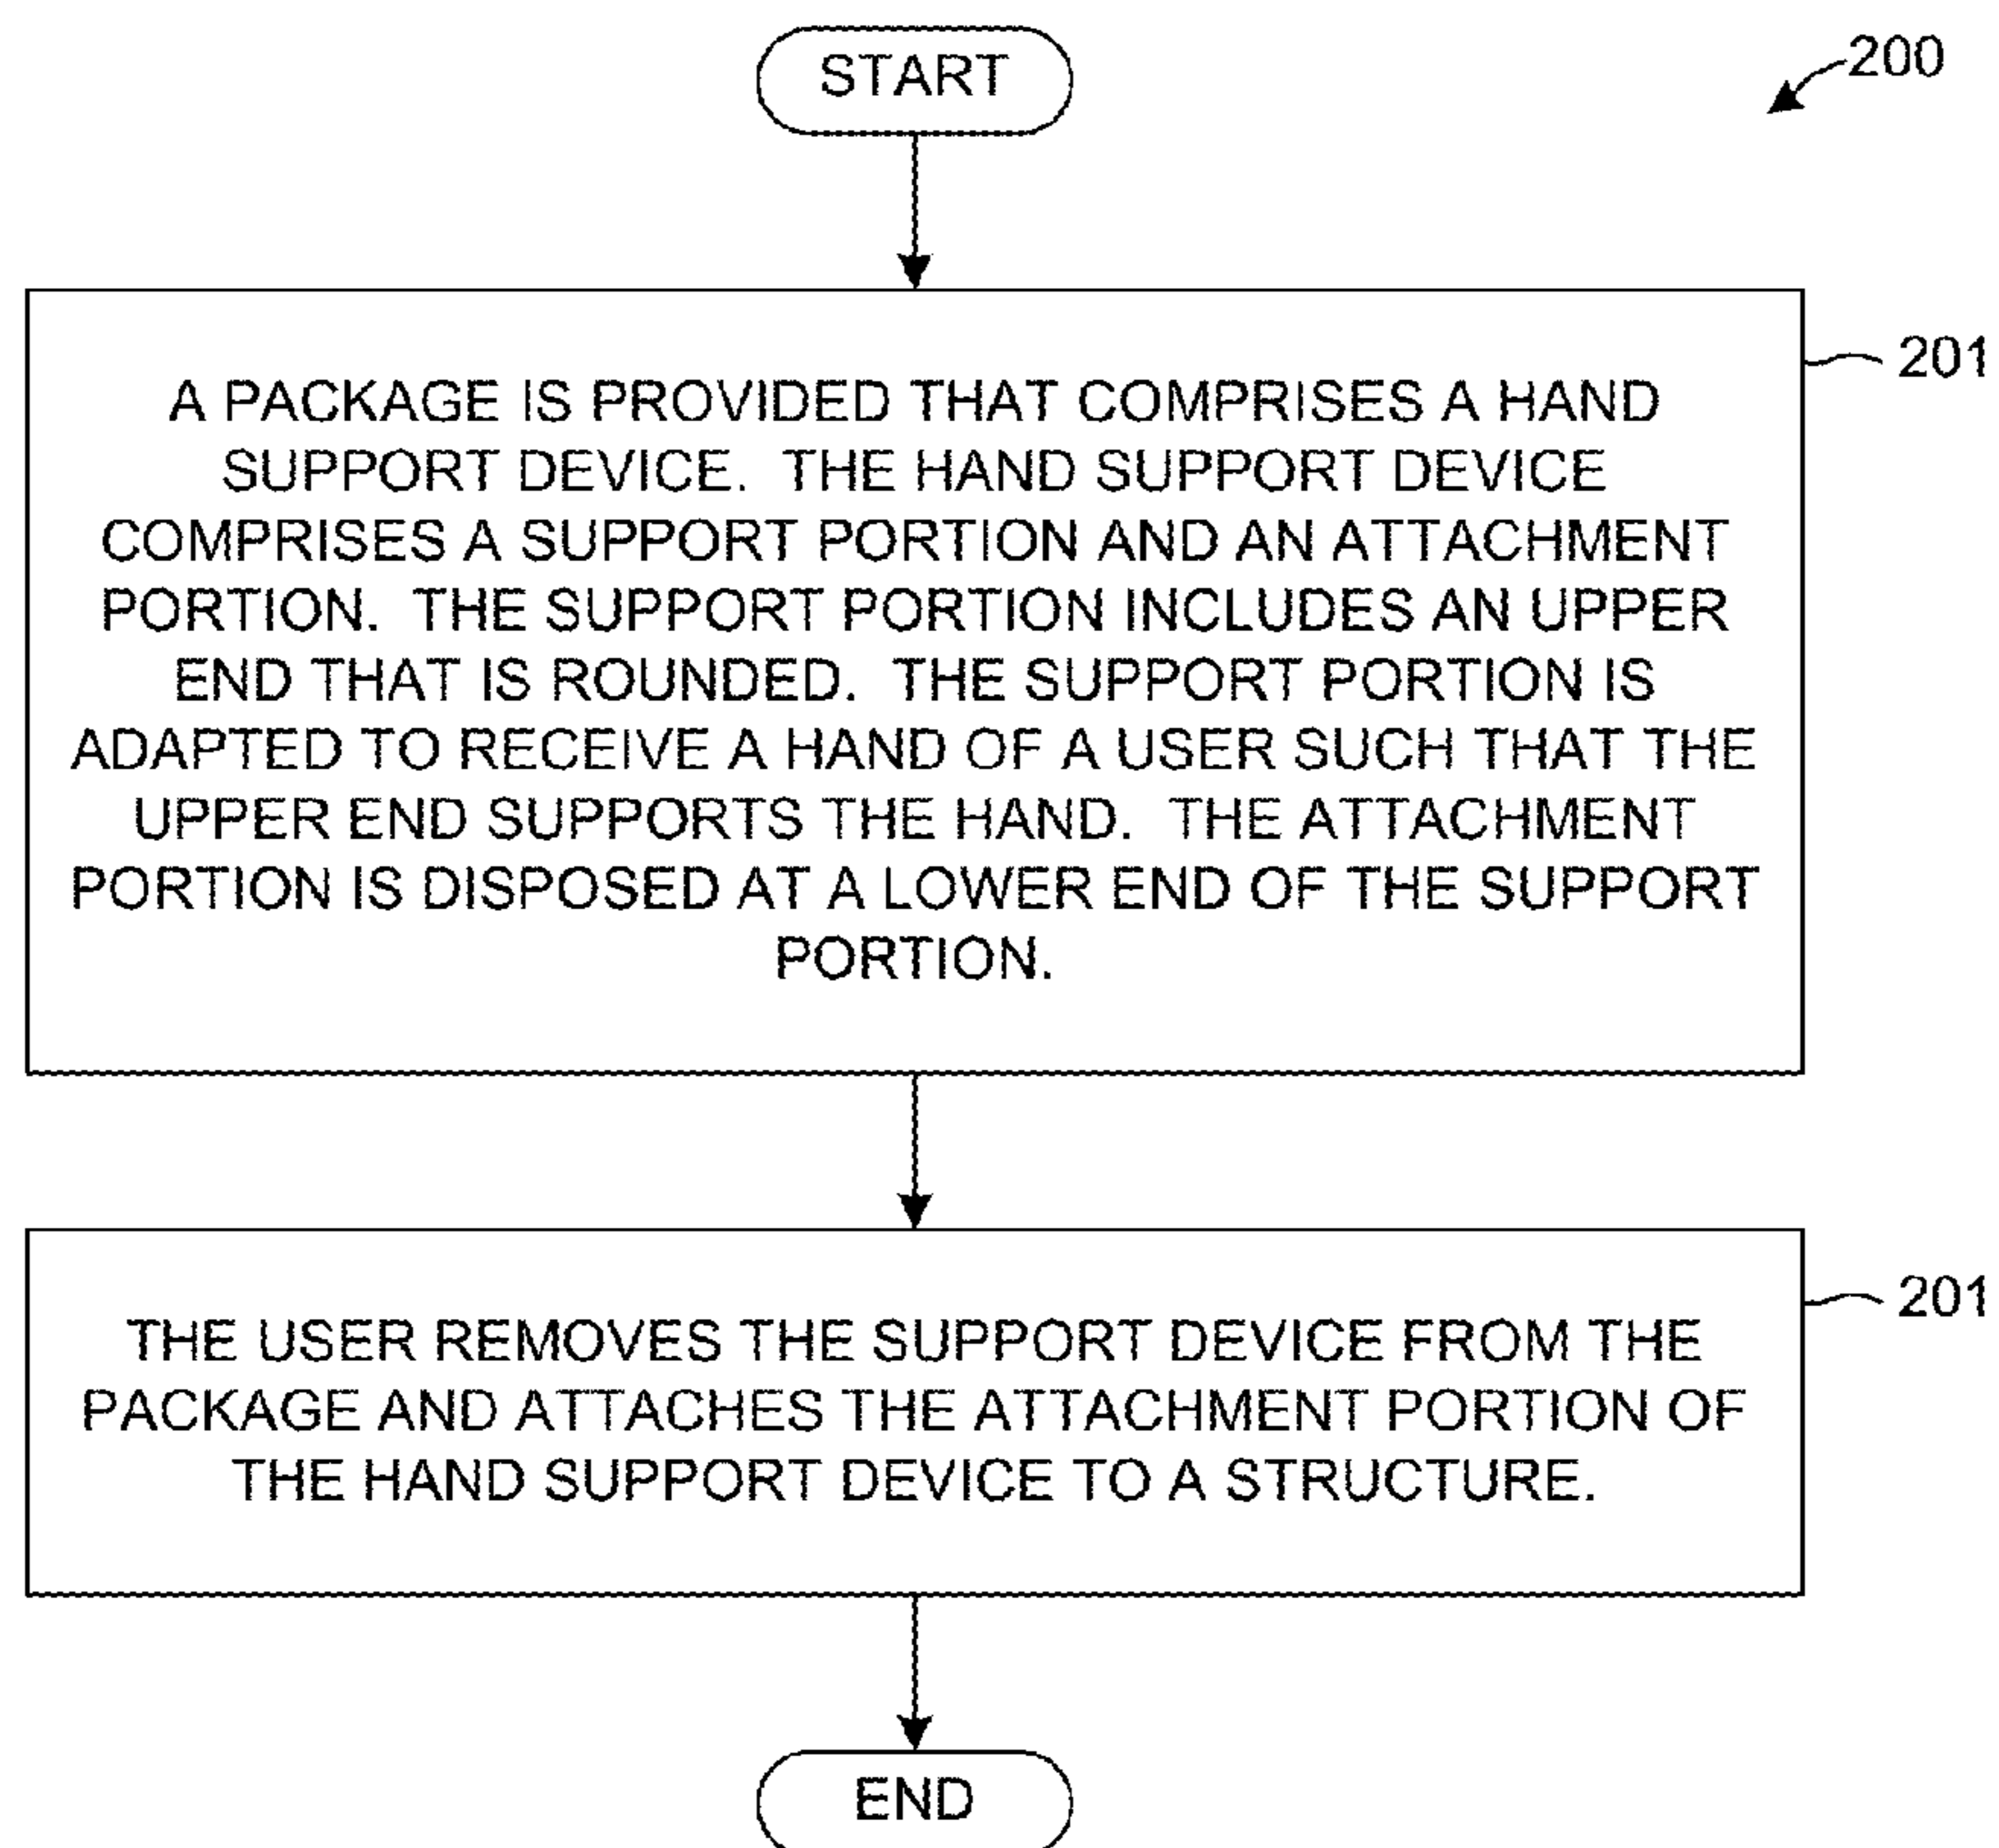 START
200
201
A PACKAGE IS PROVIDED THAT COMPRISES A HAND
SUPPORT DEVICE. THE HAND SUPPORT DEVICE
COMPRISES A SUPPORT PORTION AND AN ATTACHMENT
PORTION. THE SUPPORT PORTION INCLUDES AN UPPER
END THAT IS ROUNDED. THE SUPPORT PORTION IS
ADAPTED TO RECEIVE A HAND OF A USER SUCH THAT THE
UPPER END SUPPORTS THE HAND. THE ATTACHMENT
PORTION IS DISPOSED AT A LOWER END OF THE SUPPORT
PORTION.
201
THE USER REMOVES THE SUPPORT DEVICE FROM THE
PACKAGE AND ATTACHES THE ATTACHMENT PORTION OF
THE HAND SUPPORT DEVICE TO A STRUCTURE.
END